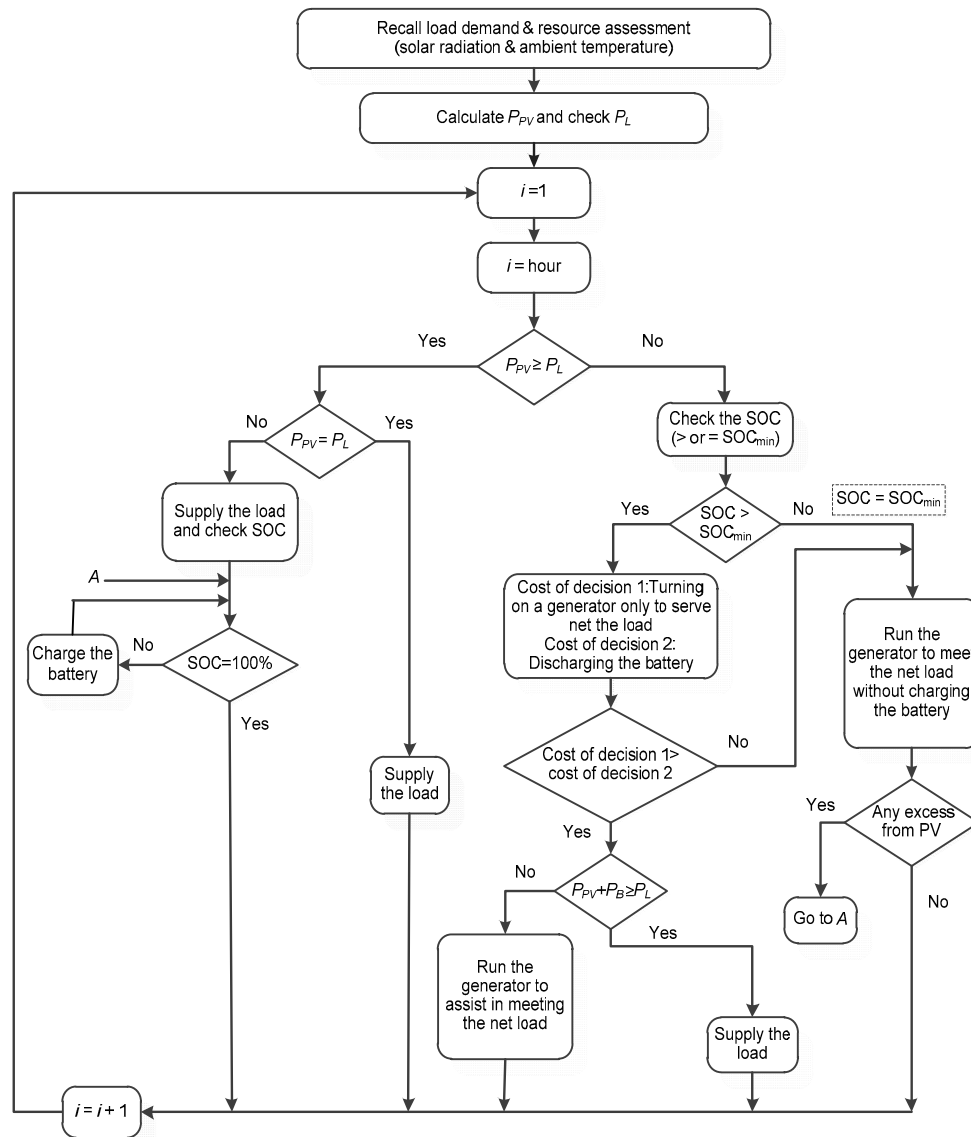 Recall load demand & resource assessment
(solar radiation & ambient temperature)
Calculate P_PV and check P_L
i =1
i = hour
Yes
No
P_PV ≥ P_L
Check the SOC
(> or = SOC_min)
No
Yes
P_PV = P_L
Supply the load
and check SOC
Yes
SOC >
SOC_min
No
SOC = SOC_min
A
Cost of decision 1:Turning
on a generator only to serve
net the load
Cost of decision 2:
Discharging the battery
Run the
generator to meet
the net load
without charging
the battery
Charge the
battery
No
SOC=100%
Yes
Cost of decision 1>
cost of decision 2
No
Supply
the load
Yes
Any excess
from PV
Yes
No
P_PV+P_B≥P_L
Go to A
No
Yes
Run the
generator to
assist in meeting
the net load
Supply the
load
i = i + 1